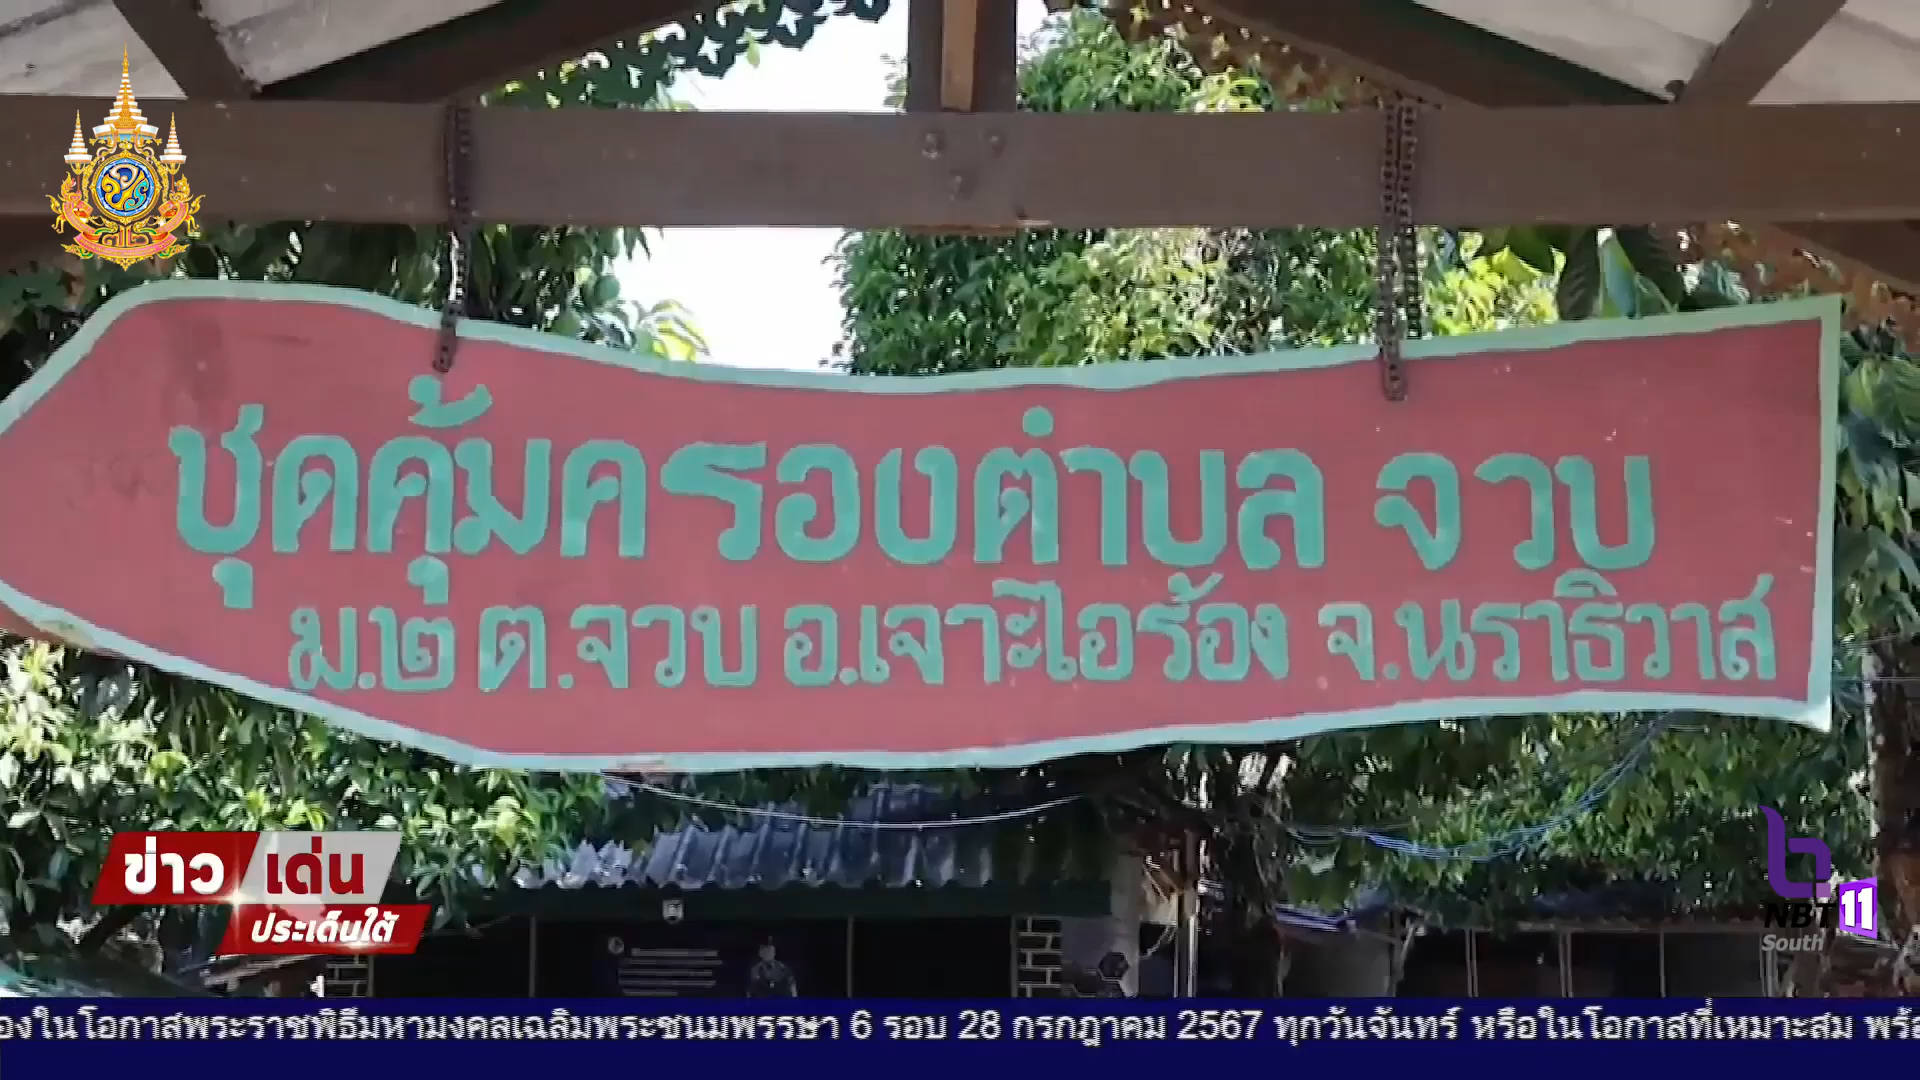 ชุดคุ้มครองตำบล จวบ
ม.๒ ต.จวบ อ.เจาะไอร้อง จ.นราธิวาส
ข่าวเด่น
ประเด็นใต้
NBT 11
South
องในโอกาสพระราชพิธีมหามงคลเฉลิมพระชนมพรรษา 6 รอบ 28 กรกฎาคม 2567 ทุกวันจันทร์ หรือในโอกาสที่เหมาะสม พร้อ